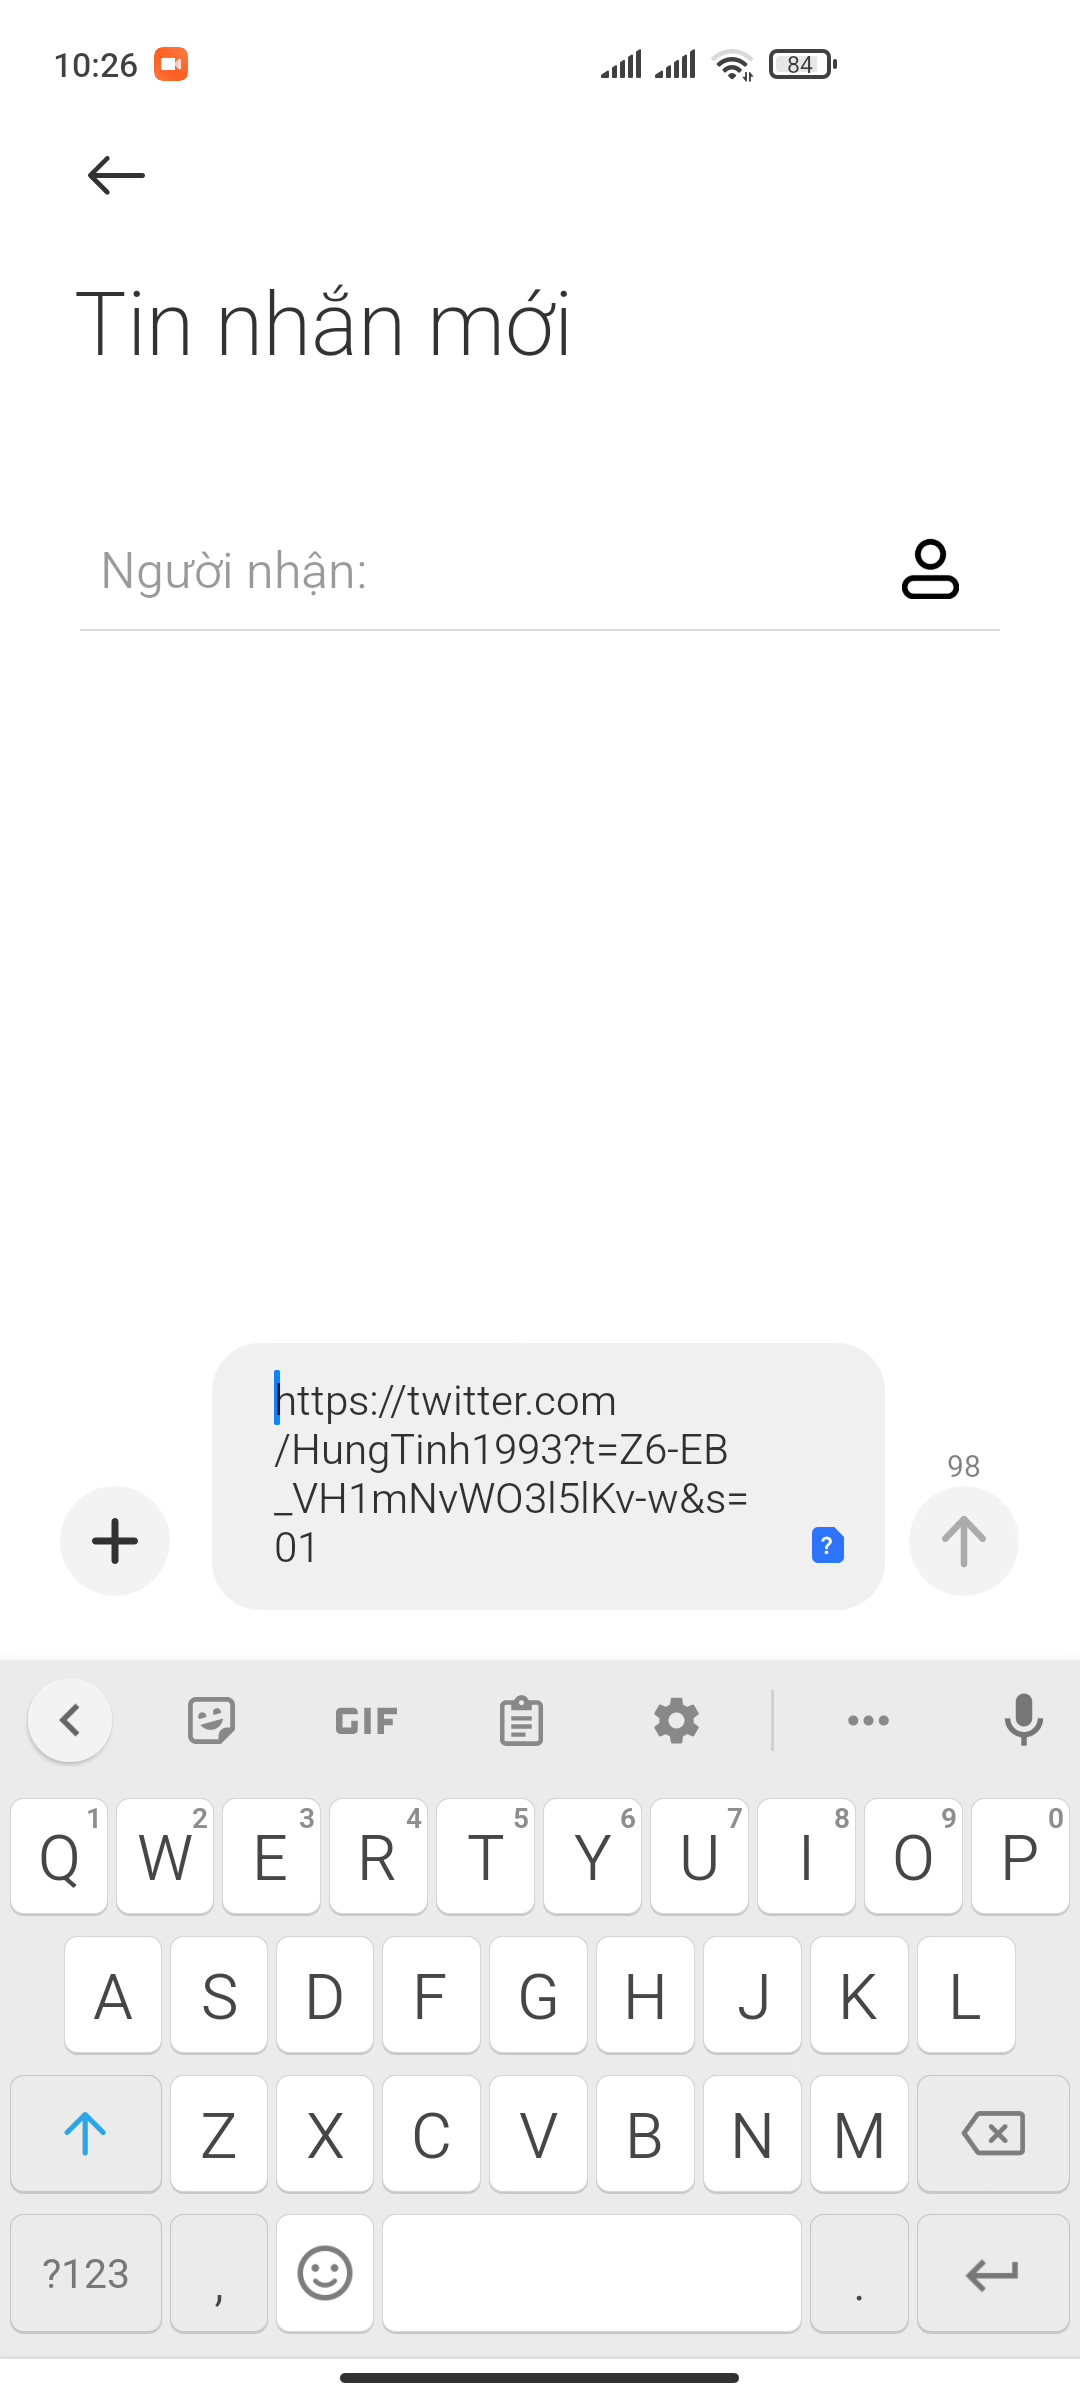 10:26
84
Tin nhắn mới
Người nhận:
https://twitter.com
/HungTinh1993?t=Z6-EB
_VH1mNvWO3l5lKv-w&s=
01
?
98
GIF
1 2 3 4 5 6 7 8 9 0
Q W E R T Y U I O P
A S D F G H J K L
Z X C V B N M
?123 , .